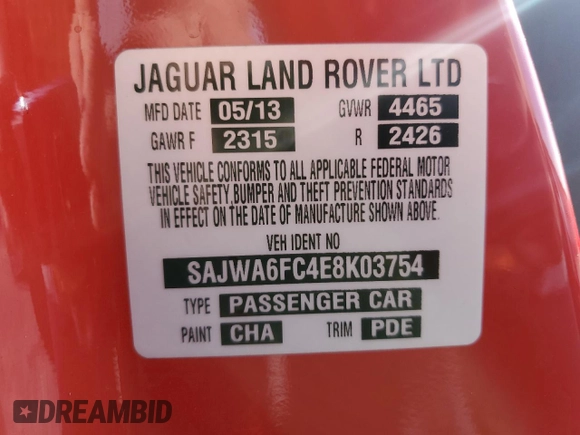 JAGUAR LAND ROVER LTD
MFD DATE 05/13 GVWR 4465
GAWR F 2315 R 2426
THIS VEHICLE CONFORMS TO ALL APPLICABLE FEDERAL MOTOR
VEHICLE SAFETY,BUMPER AND THEFT PREVENTION STANDARDS
IN EFFECT ON THE DATE OF MANUFACTURE SHOWN ABOVE.
VEH IDENT NO
SAJWA6FC4E8K03754
TYPE PASSENGER CAR
PAINT CHA TRIM PDE
DREAMBID